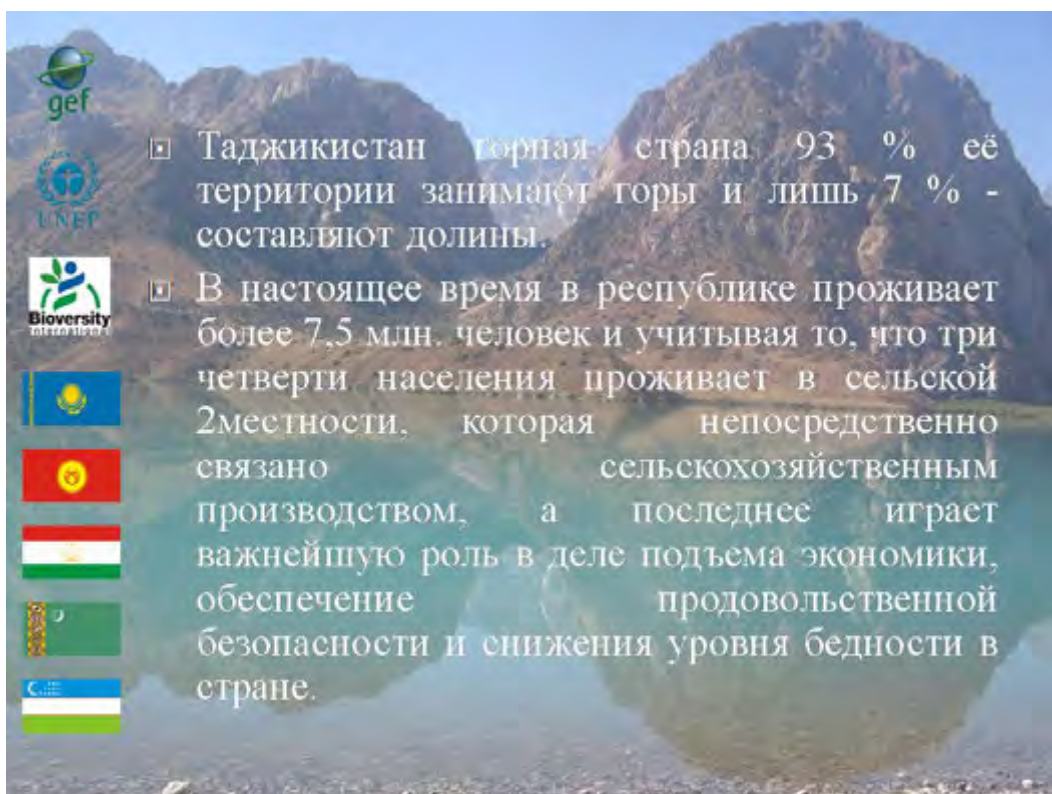 gef
UNEP
Bioversity
International
Таджикистан горная страна 93 % её
территории занимают горы и лишь 7 % -
составляют долины.
В настоящее время в республике проживает
более 7,5 млн. человек и учитывая то, что три
четверти населения проживает в сельской
2местности, которая непосредственно
связано сельскохозяйственным
производством, а последнее играет
важнейшую роль в деле подъема экономики,
обеспечение продовольственной
безопасности и снижения уровня бедности в
стране.